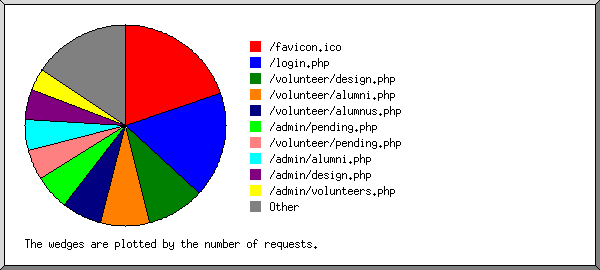 /favicon.ico
/login.php
/volunteer/design.php
/volunteer/alumni.php
/volunteer/alumnus.php
/admin/pending.php
/volunteer/pending.php
/admin/alumni.php
/admin/design.php
/admin/volunteers.php
Other
The wedges are plotted by the number of requests.